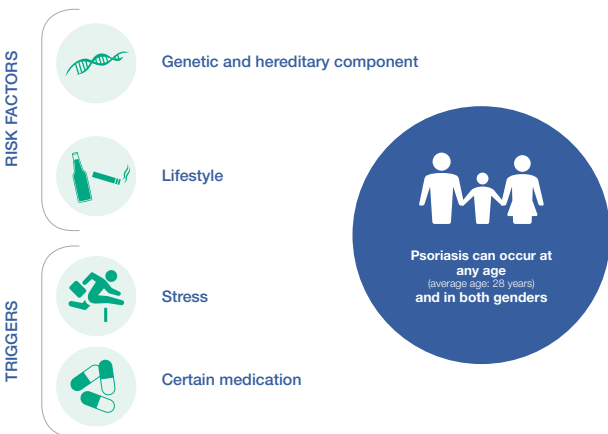 RISK FACTORS
Genetic and hereditary component
Lifestyle
TRIGGERS
Stress
Certain medication
Psoriasis can occur at
any age
(average age: 28 years)
and in both genders